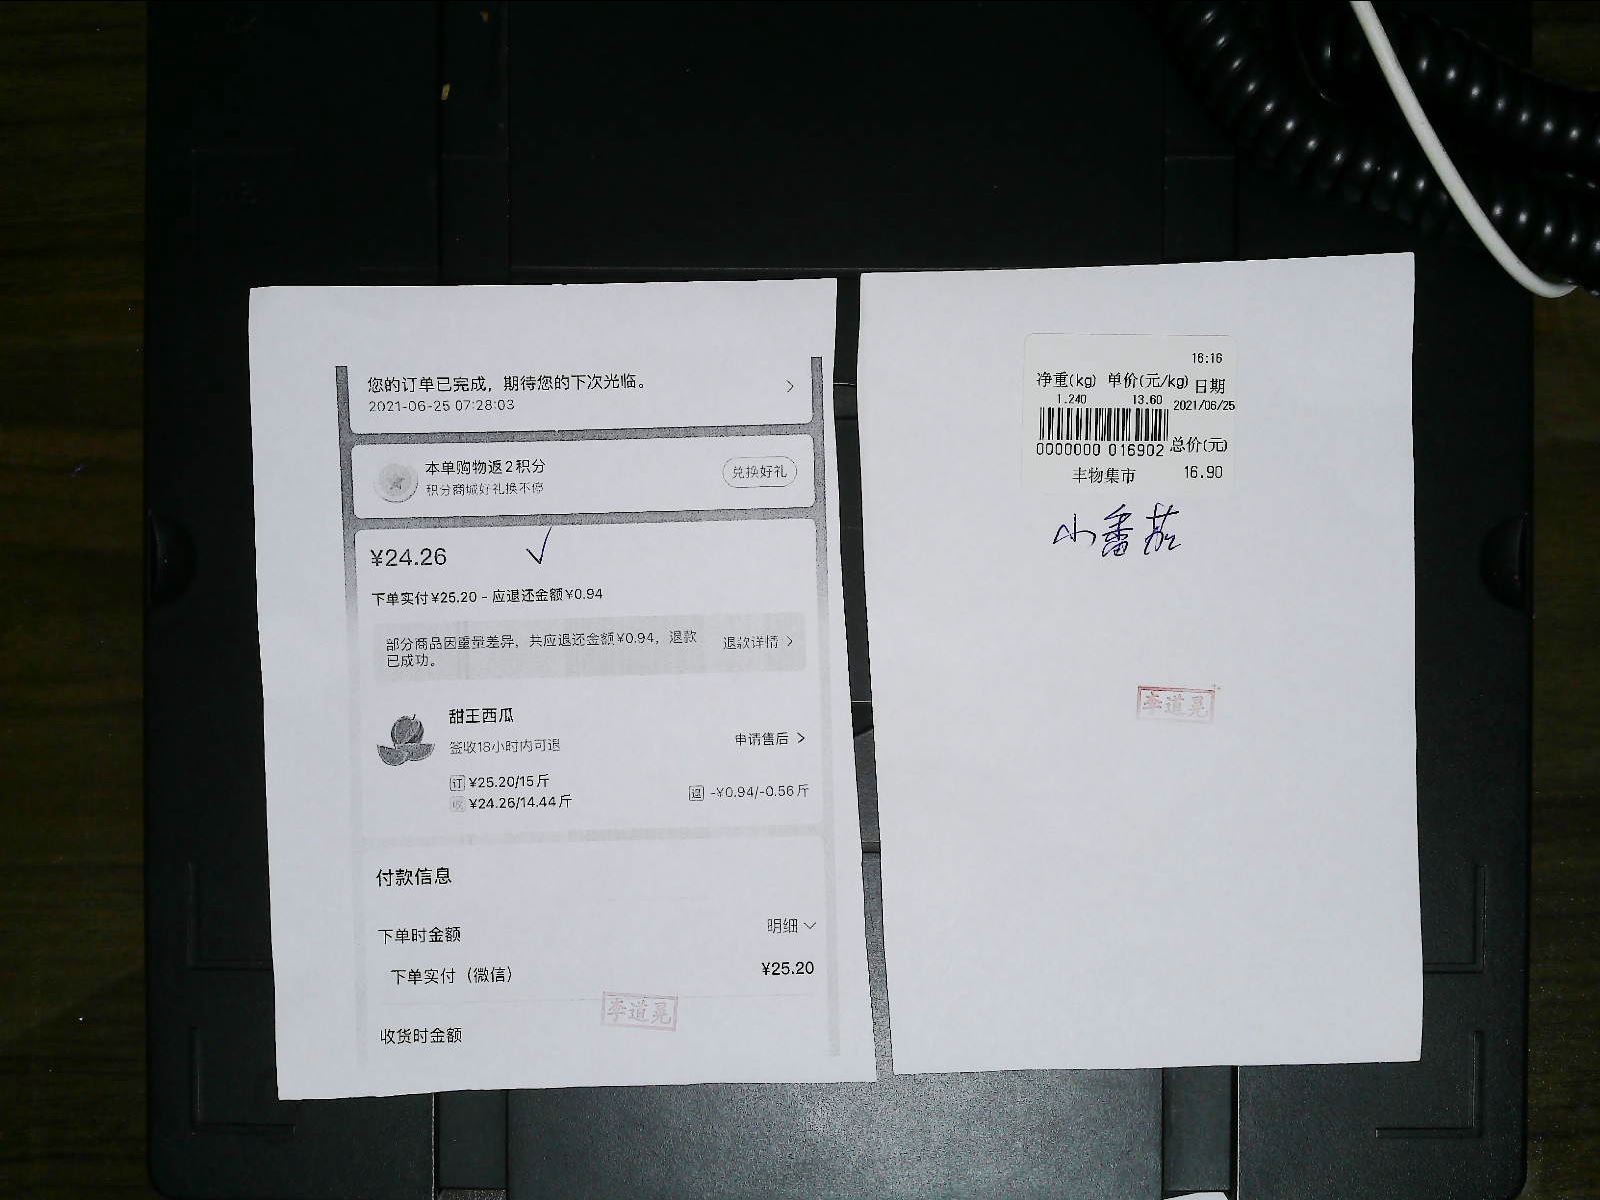 您的订单已完成，期待您的下次光临。
2021-06-25 07:28:03
本单购物返2积分
积分商城好礼换不停
兑换好礼
¥24.26
下单实付¥25.20 - 应退还金额¥0.94
部分商品因重量差异，共应退还金额¥0.94，退款
已成功。
退款详情
甜王西瓜
签收18小时内可退
申请售后
订 ¥25.20/15斤
收 ¥24.26/14.44斤
退 -¥0.94/-0.56斤
付款信息
下单时金额
明细
下单实付（微信）
¥25.20
李道晃
收货时金额
16:16
净重(kg) 单价(元/kg) 日期
1.240 13.60 2021/06/25
0000000 016902 总价(元)
丰物集市 16.90
小番茄
李道晃